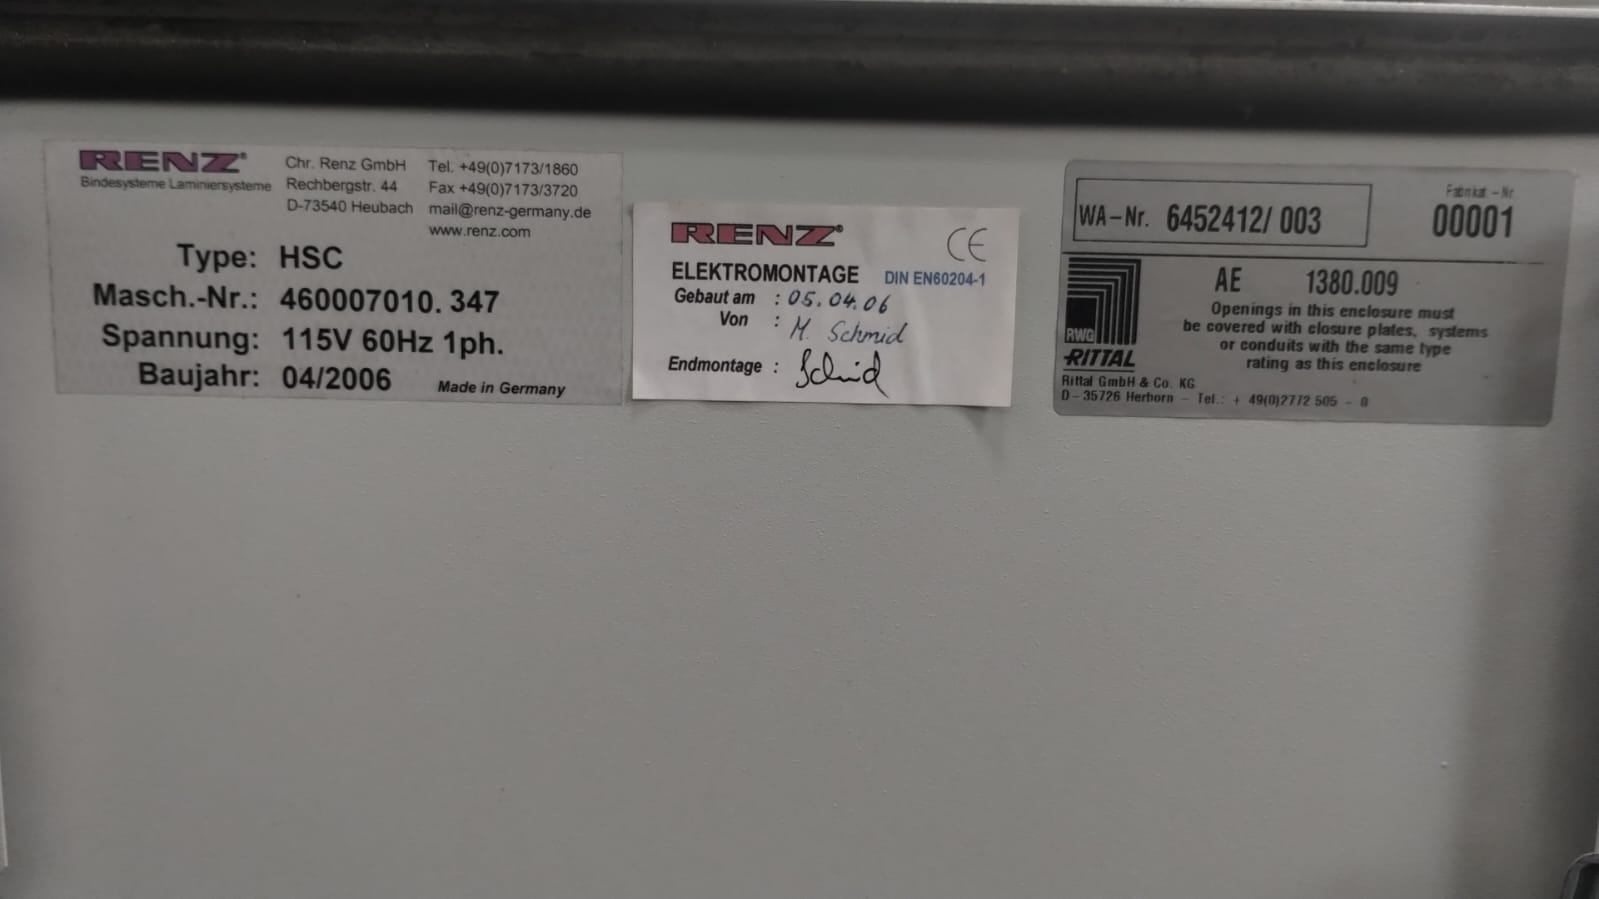 RENZ®
Bindesysteme Laminiersysteme
Chr. Renz GmbH
Rechbergstr. 44
D-73540 Heubach
Tel. +49(0)7173/1860
Fax +49(0)7173/3720
mail@renz-germany.de
www.renz.com
Type: HSC
Masch.-Nr.: 460007010. 347
Spannung: 115V 60Hz 1ph.
Baujahr: 04/2006
Made in Germany
RENZ®
CE
ELEKTROMONTAGE DIN EN60204-1
Gebaut am : 05.04.06
Von : M. Schmid
Endmontage : Schmid
WA-Nr. 6452412/ 003
Fabrikat - Nr
00001
AE 1380.009
Openings in this enclosure must
be covered with closure plates, systems
or conduits with the same type
rating as this enclosure
RWG
RITTAL
Rittal GmbH & Co. KG
D - 35726 Herborn - Tel.: + 49(0)2772 505 - 0